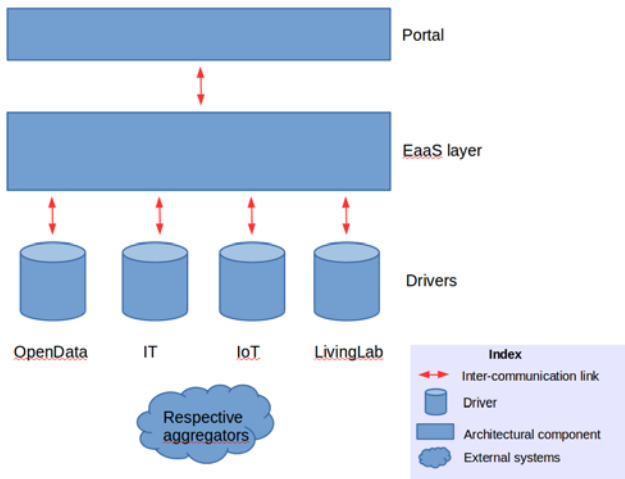 Portal
EaaS layer
Drivers
OpenData
IT
IoT
LivingLab
Respective
aggregators
Index
Inter-communication link
Driver
Architectural component
External systems